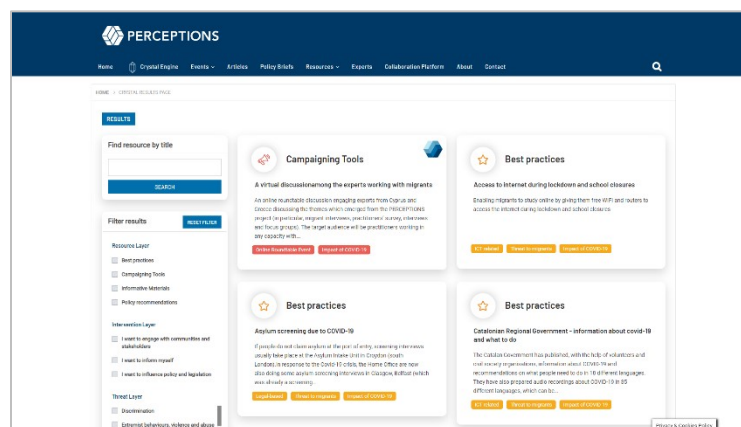 PERCEPTIONS
Home Crystal Engine Events Articles Policy Briefs Resources Experts Collaboration Platform About Contact
HOME > CRYSTAL RESULTS PAGE
RESULTS
Find resource by title
SEARCH
Filter results
RESET FILTER
Resource Layer
Best practices
Campaigning Tools
Informative Materials
Policy recommendations
Intervention Layer
I want to engage with communities and
stakeholders
I want to inform myself
I want to influence policy and legislation
Threat Layer
Discrimination
Extremist behaviours, violence and abuse
Campaigning Tools
A virtual discussionamong the experts working with migrants
An online roundtable discussion engaging experts from Cyprus and
Greece discussing the themes which emerged from the PERCEPTIONS
project (in particular, migrant interviews, practitioners' survey, interviews
and focus groups). The target audience will be practitioners working in
any capacity with...
Online Roundtable Event Impact of COVID-19
Best practices
Access to Internet during lockdown and school closures
Enabling migrants to study online by giving them free WiFi and routers to
access the internet during lockdown and school closures.
ICT related Threat to migrants Impact of COVID-19
Best practices
Asylum screening due to COVID-19
If people do not claim asylum at the port of entry, screening interviews
usually take place at the Asylum Intake Unit in Croydon (south
London). In response to the Covid-19 crisis, the Home Office are now
also doing some asylum screening interviews in Glasgow, Belfast (which
was already a screening...
Legal based Threat to migrants Impact of COVID-19
Best practices
Catalonian Regional Government - information about covid-19
and what to do
The Catalan Government has published, with the help of volunteers and
civil society organisations, information about COVID-19 and
recommendations on what people need to do in 18 different languages.
They have also prepared audio recordings about COVID-19 in 35
different languages, which can be...
ICT related Threat to migrants Impact of COVID-19
Privacy & Cookies Policy